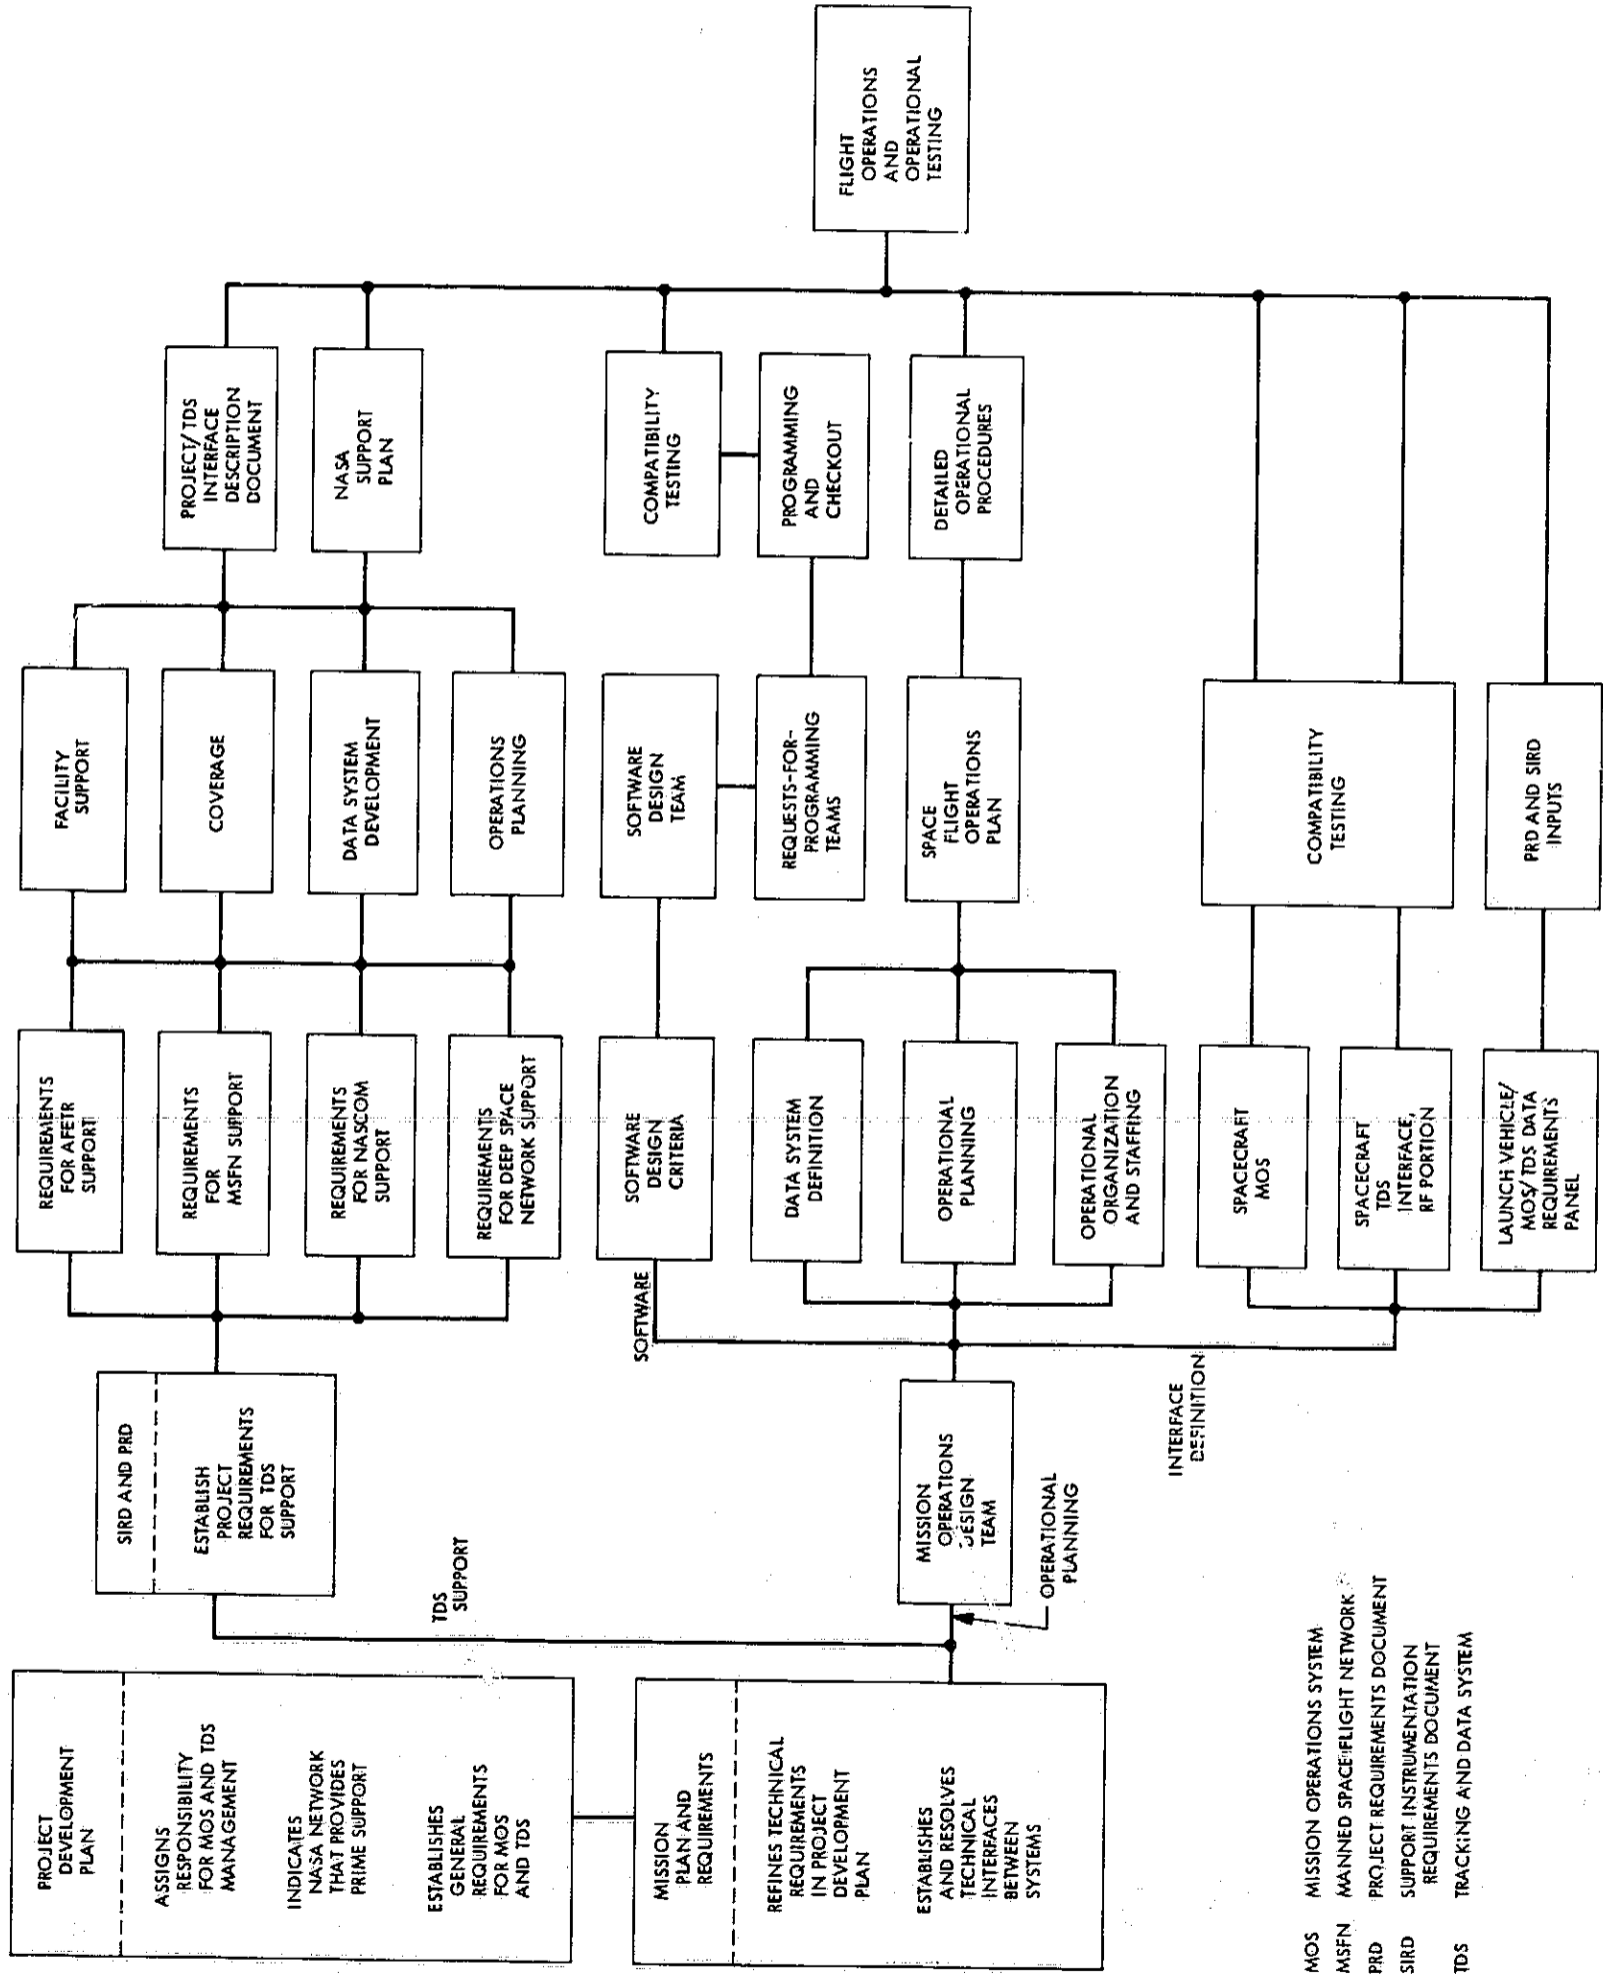 PROJECT
DEVELOPMENT
PLAN
ASSIGNS
RESPONSIBILITY
FOR MOS AND TDS
MANAGEMENT
INDICATES
NASA NETWORK
THAT PROVIDES
PRIME SUPPORT
ESTABLISHES
GENERAL
REQUIREMENTS
FOR MOS
AND TDS
MISSION
PLAN AND
REQUIREMENTS
REFINES TECHNICAL
REQUIREMENTS
IN PROJECT
DEVELOPMENT
PLAN
ESTABLISHES
AND RESOLVES
TECHNICAL
INTERFACES
BETWEEN
SYSTEMS
SIRD AND PRD
ESTABLISH
PROJECT
REQUIREMENTS
FOR TDS
SUPPORT
TDS
SUPPORT
MISSION
OPERATIONS
DESIGN
TEAM
OPERATIONAL
PLANNING
SOFTWARE
INTERFACE
DEFINITION
REQUIREMENTS
FOR AFETR
SUPPORT
REQUIREMENTS
FOR
MSFN SUPPORT
REQUIREMENTS
FOR NASCOM
SUPPORT
REQUIREMENTS
FOR DEEP SPACE
NETWORK SUPPORT
SOFTWARE
DESIGN
CRITERIA
DATA SYSTEM
DEFINITION
OPERATIONAL
PLANNING
OPERATIONAL
ORGANIZATION
AND STAFFING
SPACECRAFT
MOS
SPACECRAFT
TDS
INTERFACE,
RF PORTION
LAUNCH VEHICLE/
MOS/TDS DATA
REQUIREMENTS
PANEL
FACILITY
SUPPORT
COVERAGE
DATA SYSTEM
DEVELOPMENT
OPERATIONS
PLANNING
SOFTWARE
DESIGN
TEAM
REQUESTS-FOR-
PROGRAMMING
TEAMS
SPACE
FLIGHT
OPERATIONS
PLAN
COMPATIBILITY
TESTING
PRD AND SIRD
INPUTS
PROJECT/TDS
INTERFACE
DESCRIPTION
DOCUMENT
NASA
SUPPORT
PLAN
COMPATIBILITY
TESTING
PROGRAMMING
AND
CHECKOUT
DETAILED
OPERATIONAL
PROCEDURES
FLIGHT
OPERATIONS
AND
OPERATIONAL
TESTING
MOS MISSION OPERATIONS SYSTEM
MSFN MANNED SPACE FLIGHT NETWORK
PRD PROJECT REQUIREMENTS DOCUMENT
SIRD SUPPORT INSTRUMENTATION
REQUIREMENTS DOCUMENT
TDS TRACKING AND DATA SYSTEM